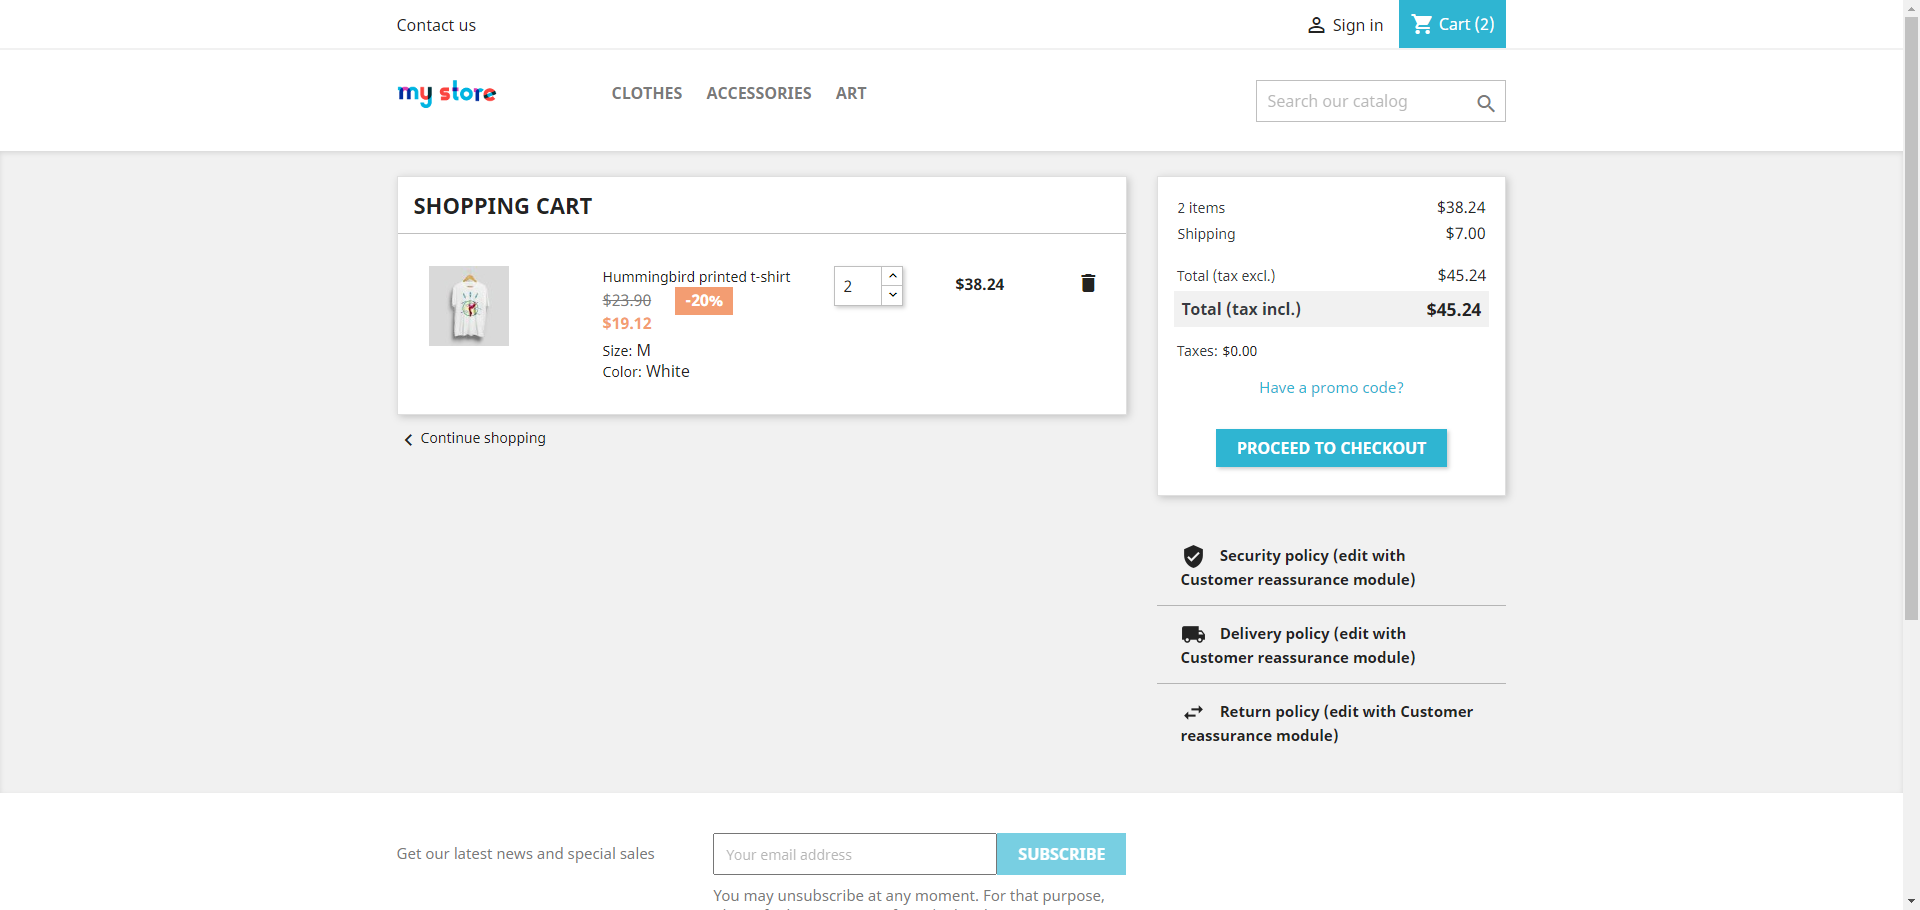 Contact us
Sign in
Cart (2)
my store
CLOTHES
ACCESSORIES
ART
Search our catalog
SHOPPING CART
Hummingbird printed t-shirt
$23.90
-20%
$19.12
Size: M
Color: White
2
$38.24
Continue shopping
2 items
$38.24
Shipping
$7.00
Total (tax excl.)
$45.24
Total (tax incl.)
$45.24
Taxes: $0.00
Have a promo code?
PROCEED TO CHECKOUT
Security policy (edit with
Customer reassurance module)
Delivery policy (edit with
Customer reassurance module)
Return policy (edit with Customer
reassurance module)
Get our latest news and special sales
Your email address
SUBSCRIBE
You may unsubscribe at any moment. For that purpose,